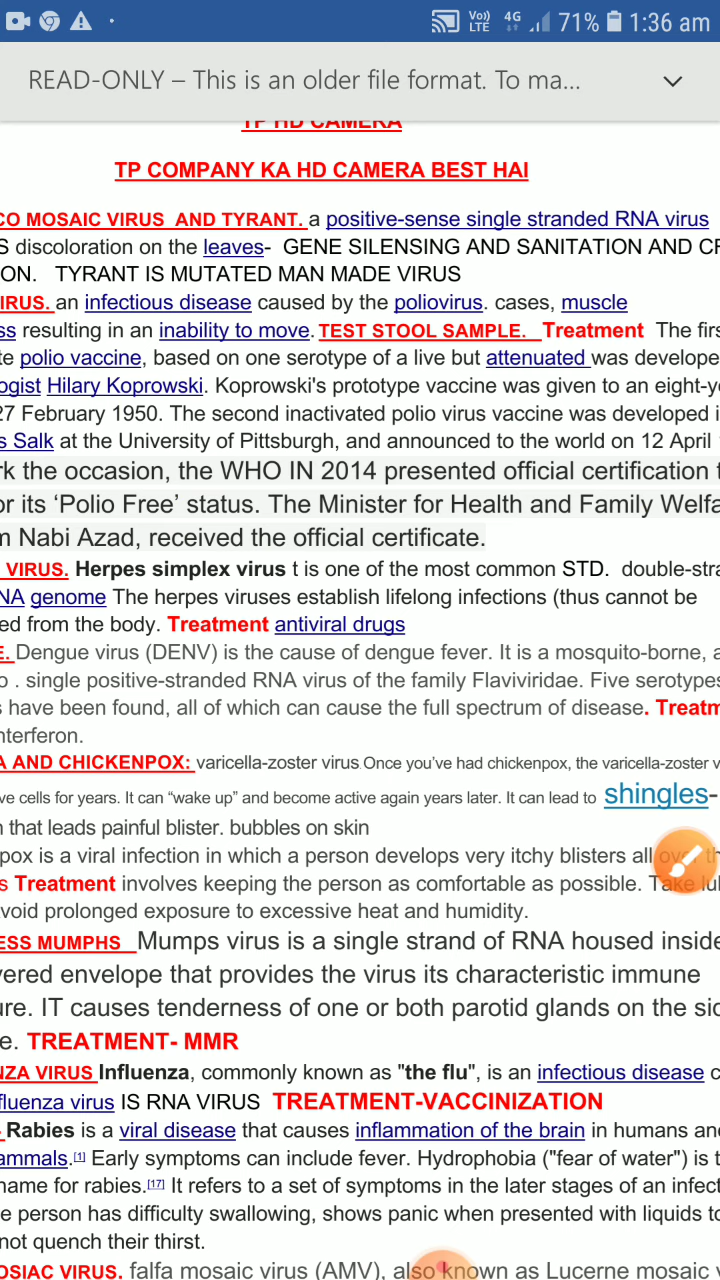 Vo)) LTE 4G 71% 1:36 am
READ-ONLY – This is an older file format. To ma...
TP HD CAMERA
TP COMPANY KA HD CAMERA BEST HAI
CO MOSAIC VIRUS AND TYRANT. a positive-sense single stranded RNA virus
S discoloration on the leaves- GENE SILENSING AND SANITATION AND CR
ON. TYRANT IS MUTATED MAN MADE VIRUS
IRUS. an infectious disease caused by the poliovirus. cases, muscle
ss resulting in an inability to move. TEST STOOL SAMPLE. Treatment The firs
te polio vaccine, based on one serotype of a live but attenuated was develope
ogist Hilary Koprowski. Koprowski's prototype vaccine was given to an eight-ye
27 February 1950. The second inactivated polio virus vaccine was developed i
s Salk at the University of Pittsburgh, and announced to the world on 12 April
rk the occasion, the WHO IN 2014 presented official certification t
or its ‘Polio Free’ status. The Minister for Health and Family Welfa
m Nabi Azad, received the official certificate.
VIRUS. Herpes simplex virus t is one of the most common STD. double-stra
NA genome The herpes viruses establish lifelong infections (thus cannot be
ed from the body. Treatment antiviral drugs
E. Dengue virus (DENV) is the cause of dengue fever. It is a mosquito-borne, a
o . single positive-stranded RNA virus of the family Flaviviridae. Five serotypes
s have been found, all of which can cause the full spectrum of disease. Treatm
nterferon.
A AND CHICKENPOX: varicella-zoster virus.Once you’ve had chickenpox, the varicella-zoster v
ve cells for years. It can “wake up” and become active again years later. It can lead to shingles-
n that leads painful blister. bubbles on skin
pox is a viral infection in which a person develops very itchy blisters all over th
s Treatment involves keeping the person as comfortable as possible. Take luk
void prolonged exposure to excessive heat and humidity.
ESS MUMPHS Mumps virus is a single strand of RNA housed inside
yered envelope that provides the virus its characteristic immune
ure. IT causes tenderness of one or both parotid glands on the sid
e. TREATMENT- MMR
NZA VIRUS Influenza, commonly known as "the flu", is an infectious disease c
fluenza virus IS RNA VIRUS TREATMENT-VACCINIZATION
Rabies is a viral disease that causes inflammation of the brain in humans and
ammals.[1] Early symptoms can include fever. Hydrophobia ("fear of water") is t
name for rabies.[17] It refers to a set of symptoms in the later stages of an infect
e person has difficulty swallowing, shows panic when presented with liquids to
not quench their thirst.
OSIAC VIRUS. falfa mosaic virus (AMV), also known as Lucerne mosaic v